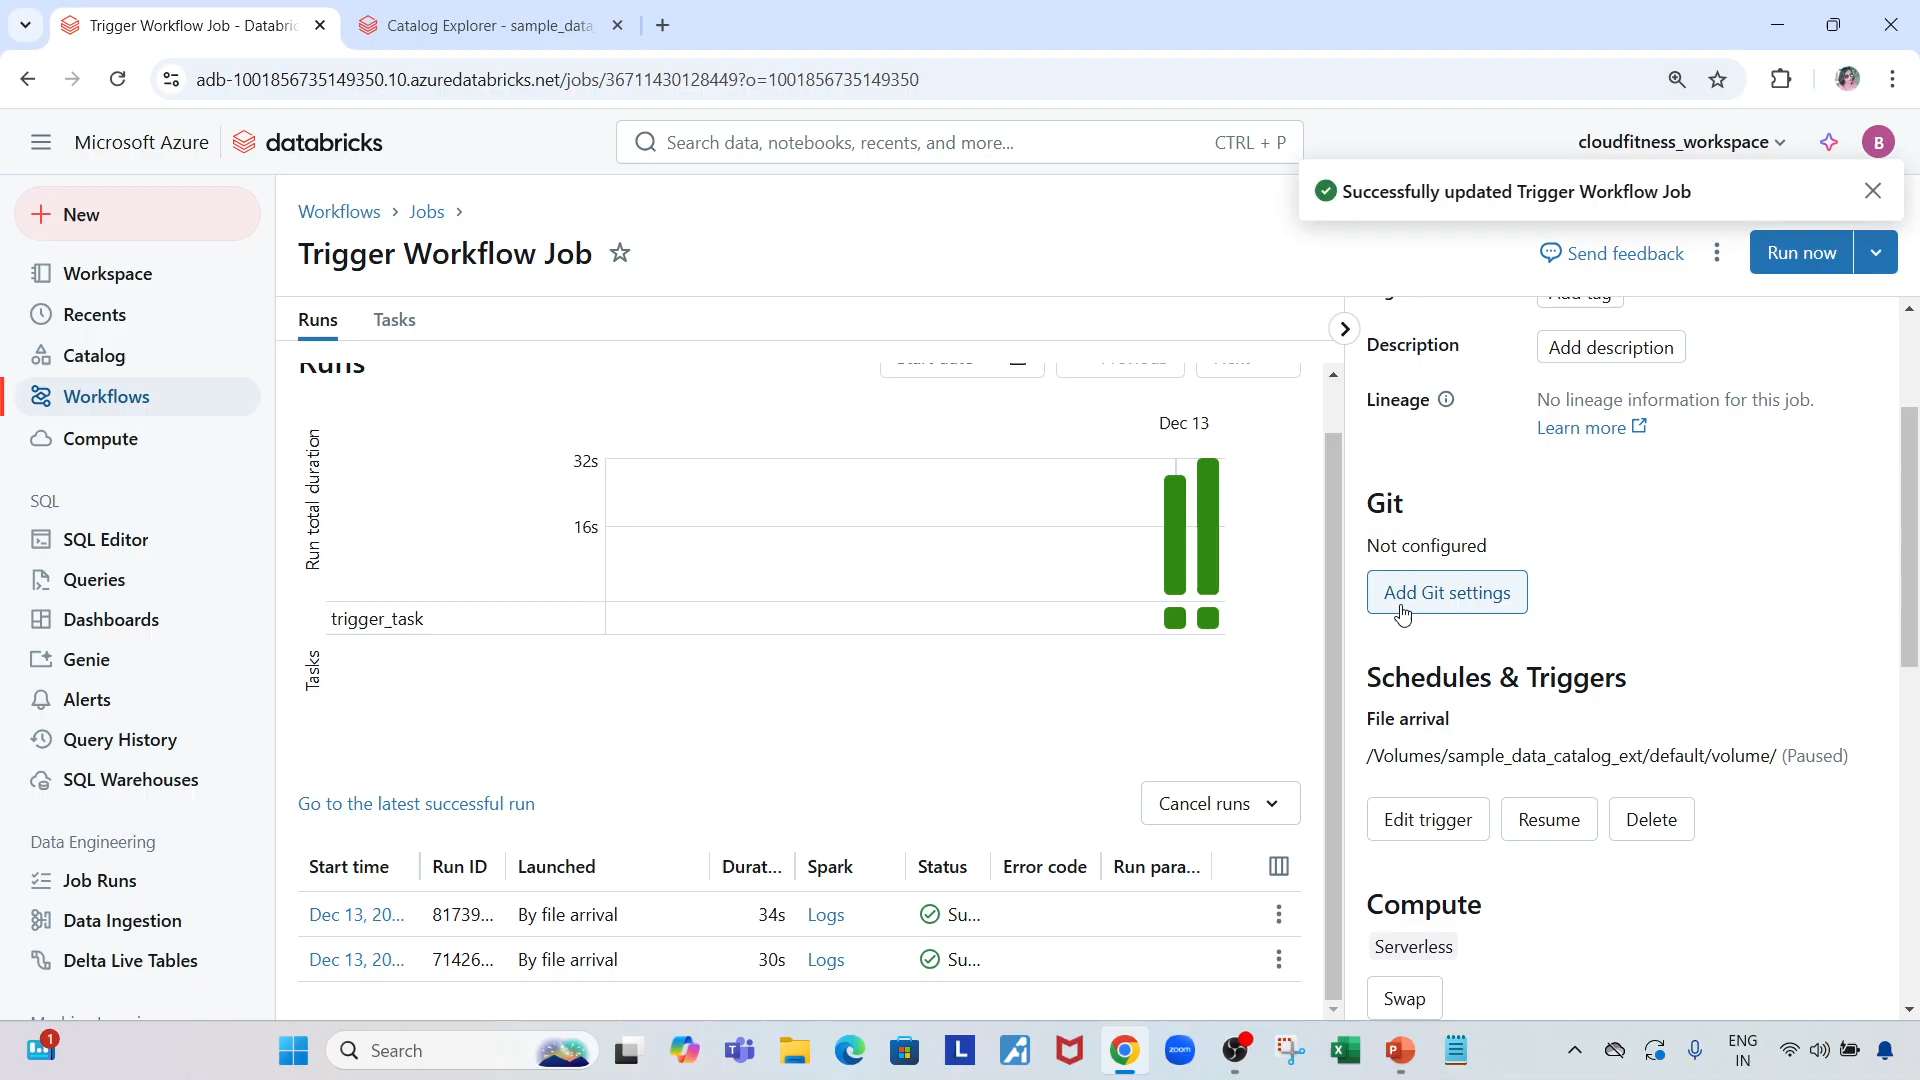 Trigger Workflow Job - Databric
Catalog Explorer - sample_data
adb-1001856735149350.10.azuredatabricks.net/jobs/36711430128449?o=1001856735149350
Microsoft Azure
databricks
Search data, notebooks, recents, and more...
CTRL + P
cloudfitness_workspace
B
Successfully updated Trigger Workflow Job
New
Workspace
Recents
Catalog
Workflows
Compute
SQL
SQL Editor
Queries
Dashboards
Genie
Alerts
Query History
SQL Warehouses
Data Engineering
Job Runs
Data Ingestion
Delta Live Tables
Workflows > Jobs >
Trigger Workflow Job
Send feedback
Run now
Runs
Tasks
Runs
Dec 13
Run total duration
32s
16s
trigger_task
Tasks
Go to the latest successful run
Cancel runs
Start time Run ID Launched Durat... Spark Status Error code Run para...
Dec 13, 20... 81739... By file arrival 34s Logs Su...
Dec 13, 20... 71426... By file arrival 30s Logs Su...
Add tag
Description
Add description
Lineage
No lineage information for this job.
Learn more
Git
Not configured
Add Git settings
Schedules & Triggers
File arrival
/Volumes/sample_data_catalog_ext/default/volume/ (Paused)
Edit trigger
Resume
Delete
Compute
Serverless
Swap
1
Search
L
zoom
ENG
IN